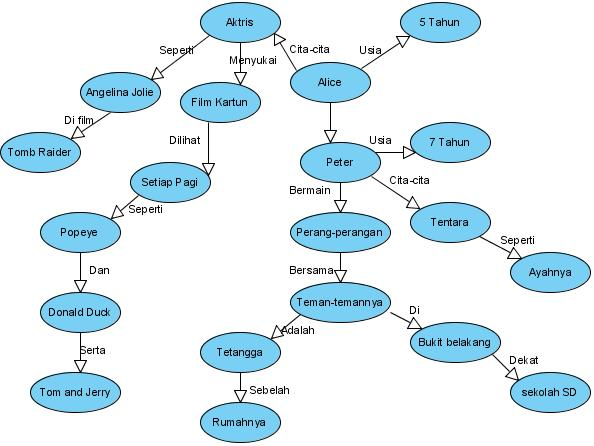 Aktris
5 Tahun
Seperti
Cita-cita
Usia
Menyukai
Angelina Jolie
Film Kartun
Alice
Di film
Dilihat
Tomb Raider
Usia
7 Tahun
Peter
Setiap Pagi
Cita-cita
Bermain
Seperti
Popeye
Perang-perangan
Tentara
Seperti
Ayahnya
Dan
Bersama
Donald Duck
Teman-temannya
Di
Adalah
Bukit belakang
Serta
Tetangga
Dekat
Tom and Jerry
Sebelah
sekolah SD
Rumahnya